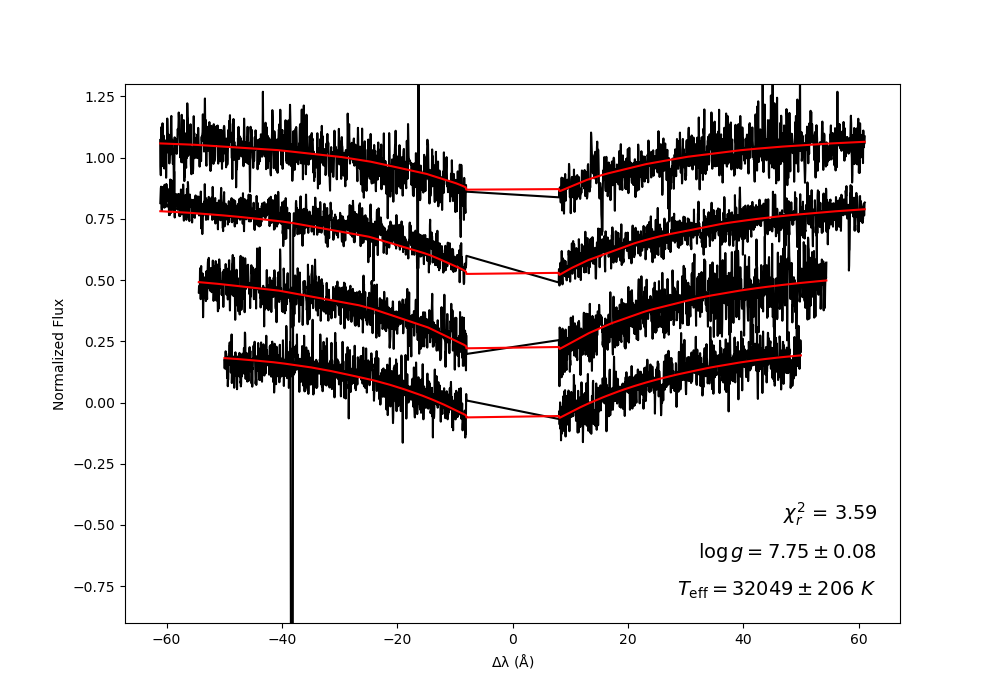 1.25
1.00
0.75
0.50
0.25
0.00
−0.25
−0.50
−0.75
Normalized Flux
χ²ᵣ = 3.59
log g = 7.75 ± 0.08
T_eff = 32049 ± 206 K
−60 −40 −20 0 20 40 60
Δλ (Å)